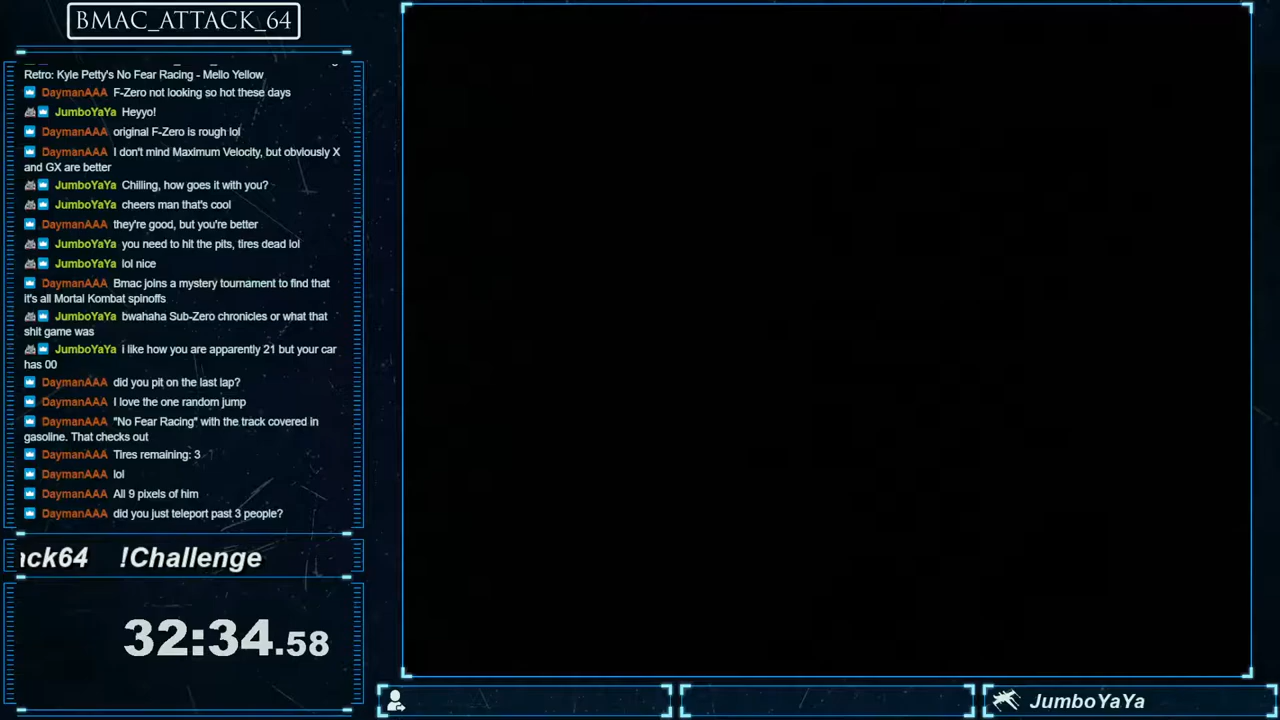 BMAC_ATTACK_64
Retro: Kyle Petty's No Fear Racing - Mello Yellow
DaymanAAA F-Zero not looking so hot these days
JumboYaYa Heyyo!
DaymanAAA original F-Zero is rough lol
DaymanAAA I don't mind Maximum Velocity, but obviously X
and GX are better
JumboYaYa Chilling, how goes it with you?
JumboYaYa cheers man that's cool
DaymanAAA they're good, but you're better
JumboYaYa you need to hit the pits, tires dead lol
JumboYaYa lol nice
DaymanAAA Bmac joins a mystery tournament to find that
it's all Mortal Kombat spinoffs
JumboYaYa bwahaha Sub-Zero chronicles or what that
shit game was
JumboYaYa i like how you are apparently 21 but your car
has 00
DaymanAAA did you pit on the last lap?
DaymanAAA I love the one random jump
DaymanAAA "No Fear Racing" with the track covered in
gasoline. That checks out
DaymanAAA Tires remaining: 3
DaymanAAA lol
DaymanAAA All 9 pixels of him
DaymanAAA did you just teleport past 3 people?
ack64 !Challenge
32:34.58
JumboYaYa